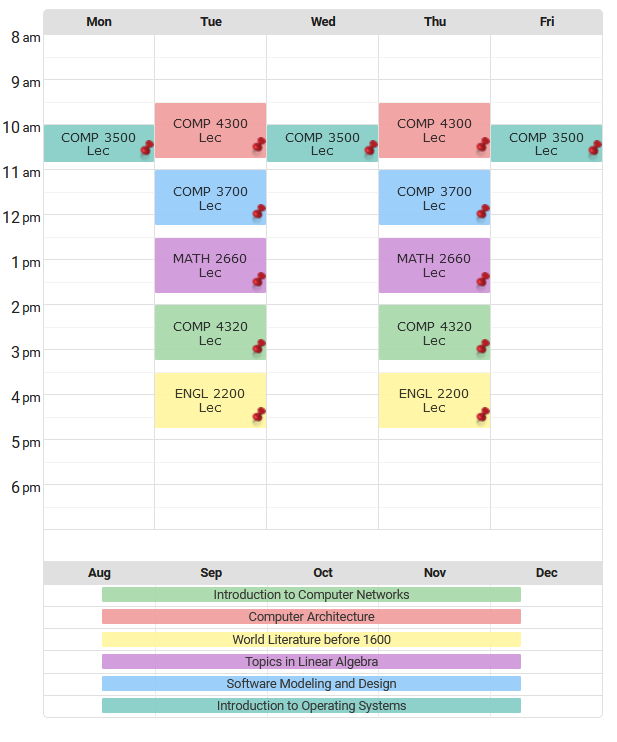 Mon Tue Wed Thu Fri
8 am
9 am
10 am
11 am
12 pm
1 pm
2 pm
3 pm
4 pm
5 pm
6 pm
COMP 3500
Lec
COMP 4300
Lec
COMP 3700
Lec
MATH 2660
Lec
COMP 4320
Lec
ENGL 2200
Lec
COMP 3500
Lec
COMP 4300
Lec
COMP 3700
Lec
MATH 2660
Lec
COMP 4320
Lec
ENGL 2200
Lec
COMP 3500
Lec
Aug Sep Oct Nov Dec
Introduction to Computer Networks
Computer Architecture
World Literature before 1600
Topics in Linear Algebra
Software Modeling and Design
Introduction to Operating Systems